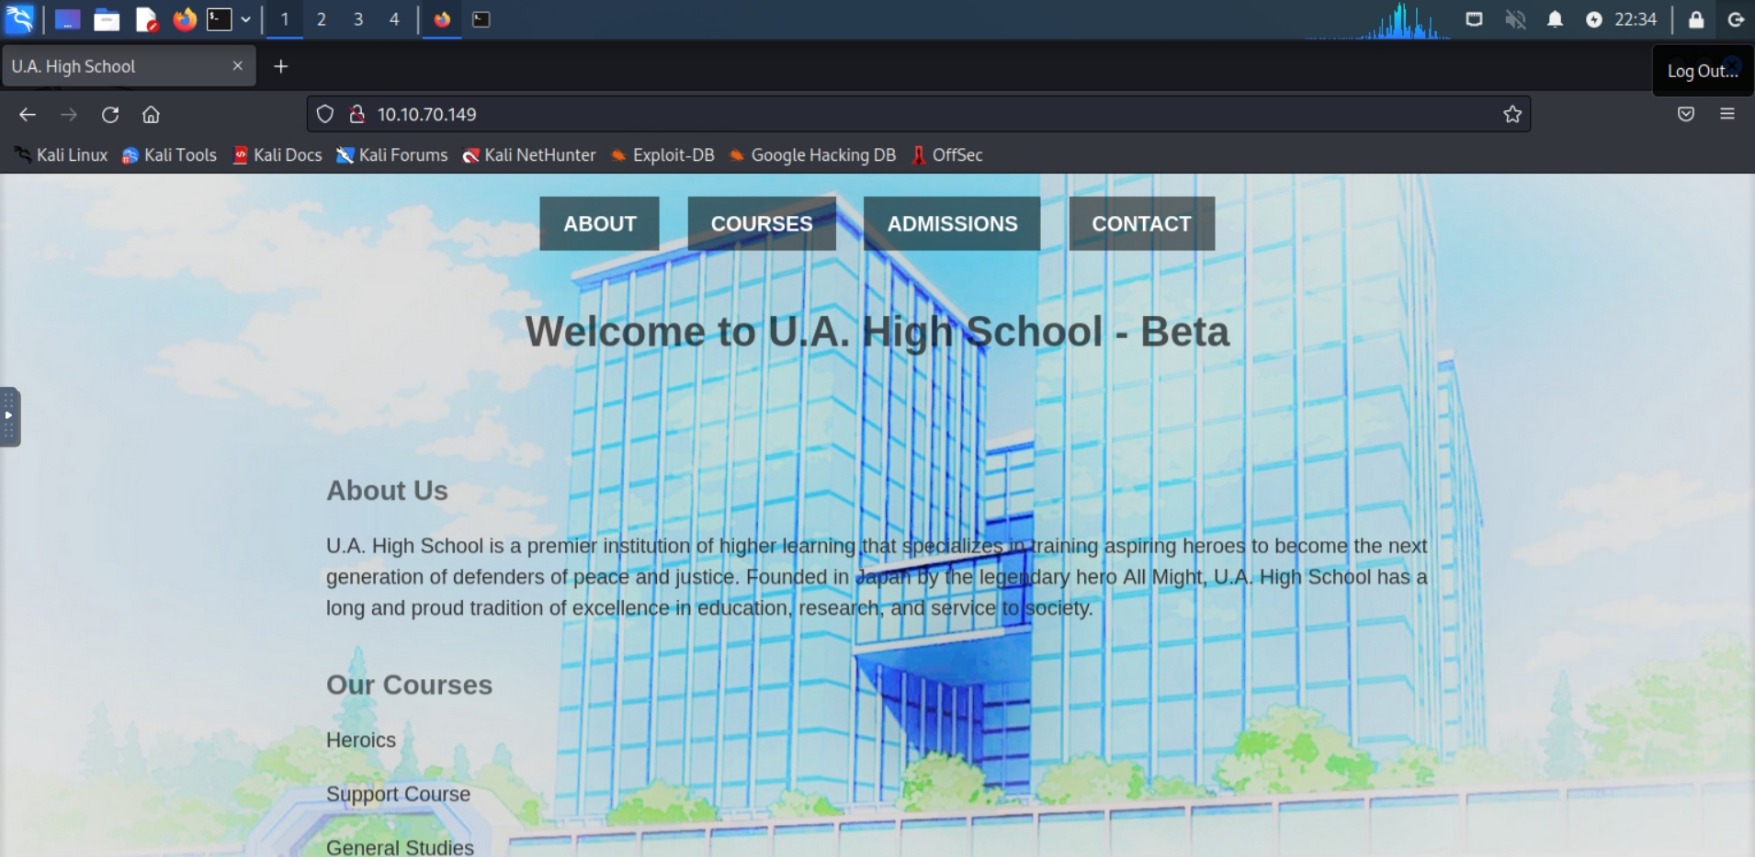 1 2 3 4 22:34
U.A. High School
Log Out...
10.10.70.149
Kali Linux Kali Tools Kali Docs Kali Forums Kali NetHunter Exploit-DB Google Hacking DB OffSec
ABOUT COURSES ADMISSIONS CONTACT
Welcome to U.A. High School - Beta
About Us
U.A. High School is a premier institution of higher learning that specializes in training aspiring heroes to become the next
generation of defenders of peace and justice. Founded in Japan by the legendary hero All Might, U.A. High School has a
long and proud tradition of excellence in education, research, and service to society.
Our Courses
Heroics
Support Course
General Studies